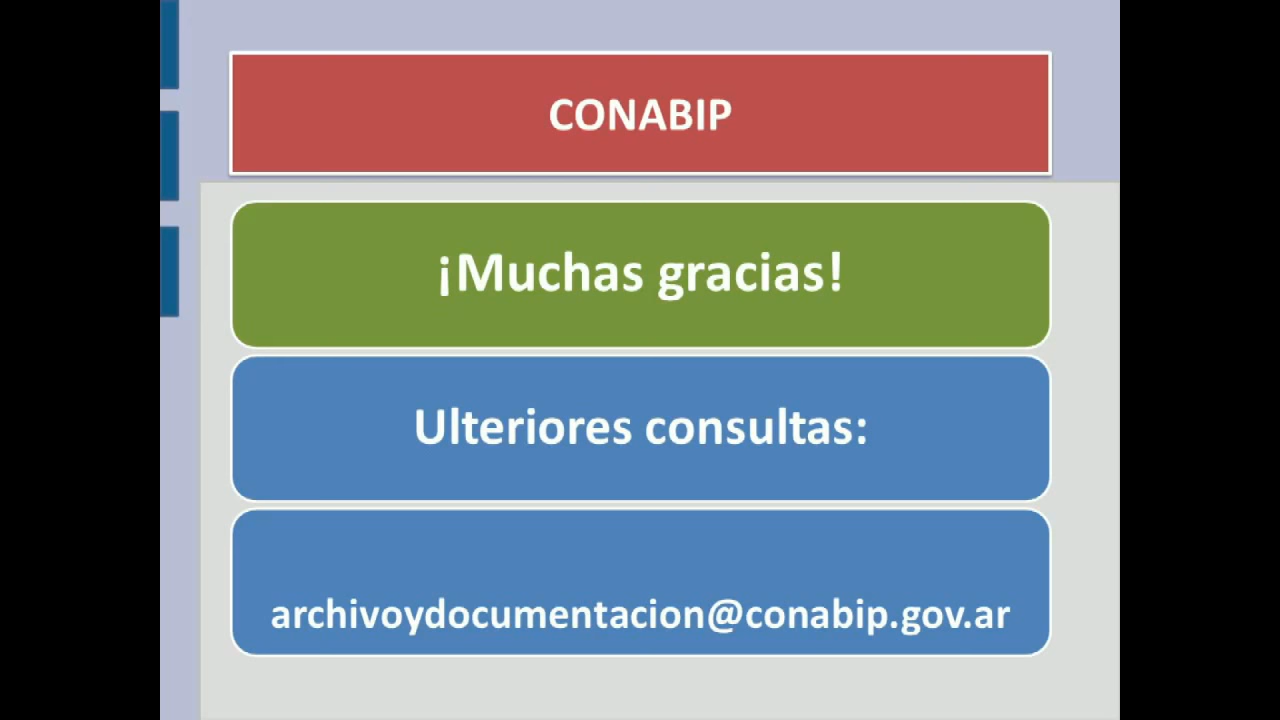 CONABIP
¡Muchas gracias!
Ulteriores consultas:
archivoydocumentacion@conabip.gov.ar